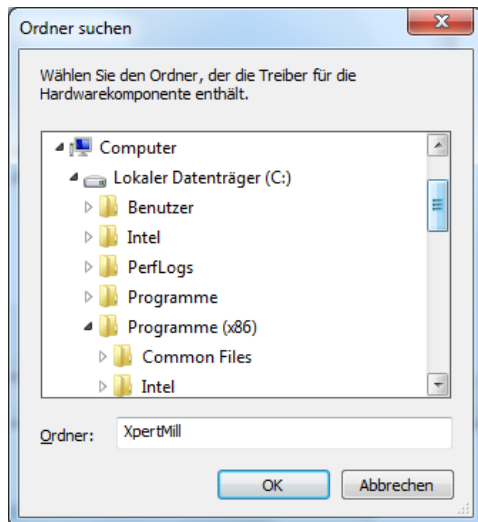 Ordner suchen
X
Wählen Sie den Ordner, der die Treiber für die
Hardwarekomponente enthält.
Computer
Lokaler Datenträger (C:)
Benutzer
Intel
PerfLogs
Programme
Programme (x86)
Common Files
Intel
Ordner: XpertMill
OK Abbrechen